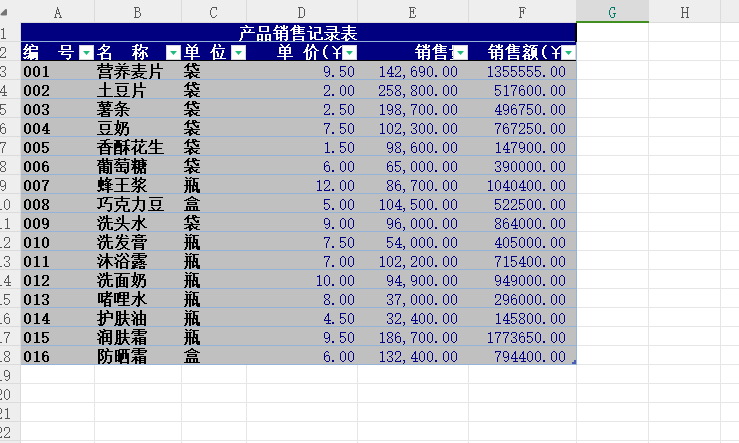 A B C D E F G H
1 产品销售记录表
2 编 号 名 称 单 位 单 价(¥ 销售 销售额(¥
3 001 营养麦片 袋 9.50 142,690.00 1355555.00
4 002 土豆片 袋 2.00 258,800.00 517600.00
5 003 薯条 袋 2.50 198,700.00 496750.00
6 004 豆奶 袋 7.50 102,300.00 767250.00
7 005 香酥花生 袋 1.50 98,600.00 147900.00
8 006 葡萄糖 袋 6.00 65,000.00 390000.00
9 007 蜂王浆 瓶 12.00 86,700.00 1040400.00
10 008 巧克力豆 盒 5.00 104,500.00 522500.00
11 009 洗头水 袋 9.00 96,000.00 864000.00
12 010 洗发膏 瓶 7.50 54,000.00 405000.00
13 011 沐浴露 瓶 7.00 102,200.00 715400.00
14 012 洗面奶 瓶 10.00 94,900.00 949000.00
15 013 啫哩水 瓶 8.00 37,000.00 296000.00
16 014 护肤油 瓶 4.50 32,400.00 145800.00
17 015 润肤霜 瓶 9.50 186,700.00 1773650.00
18 016 防晒霜 盒 6.00 132,400.00 794400.00
19
20
21
22